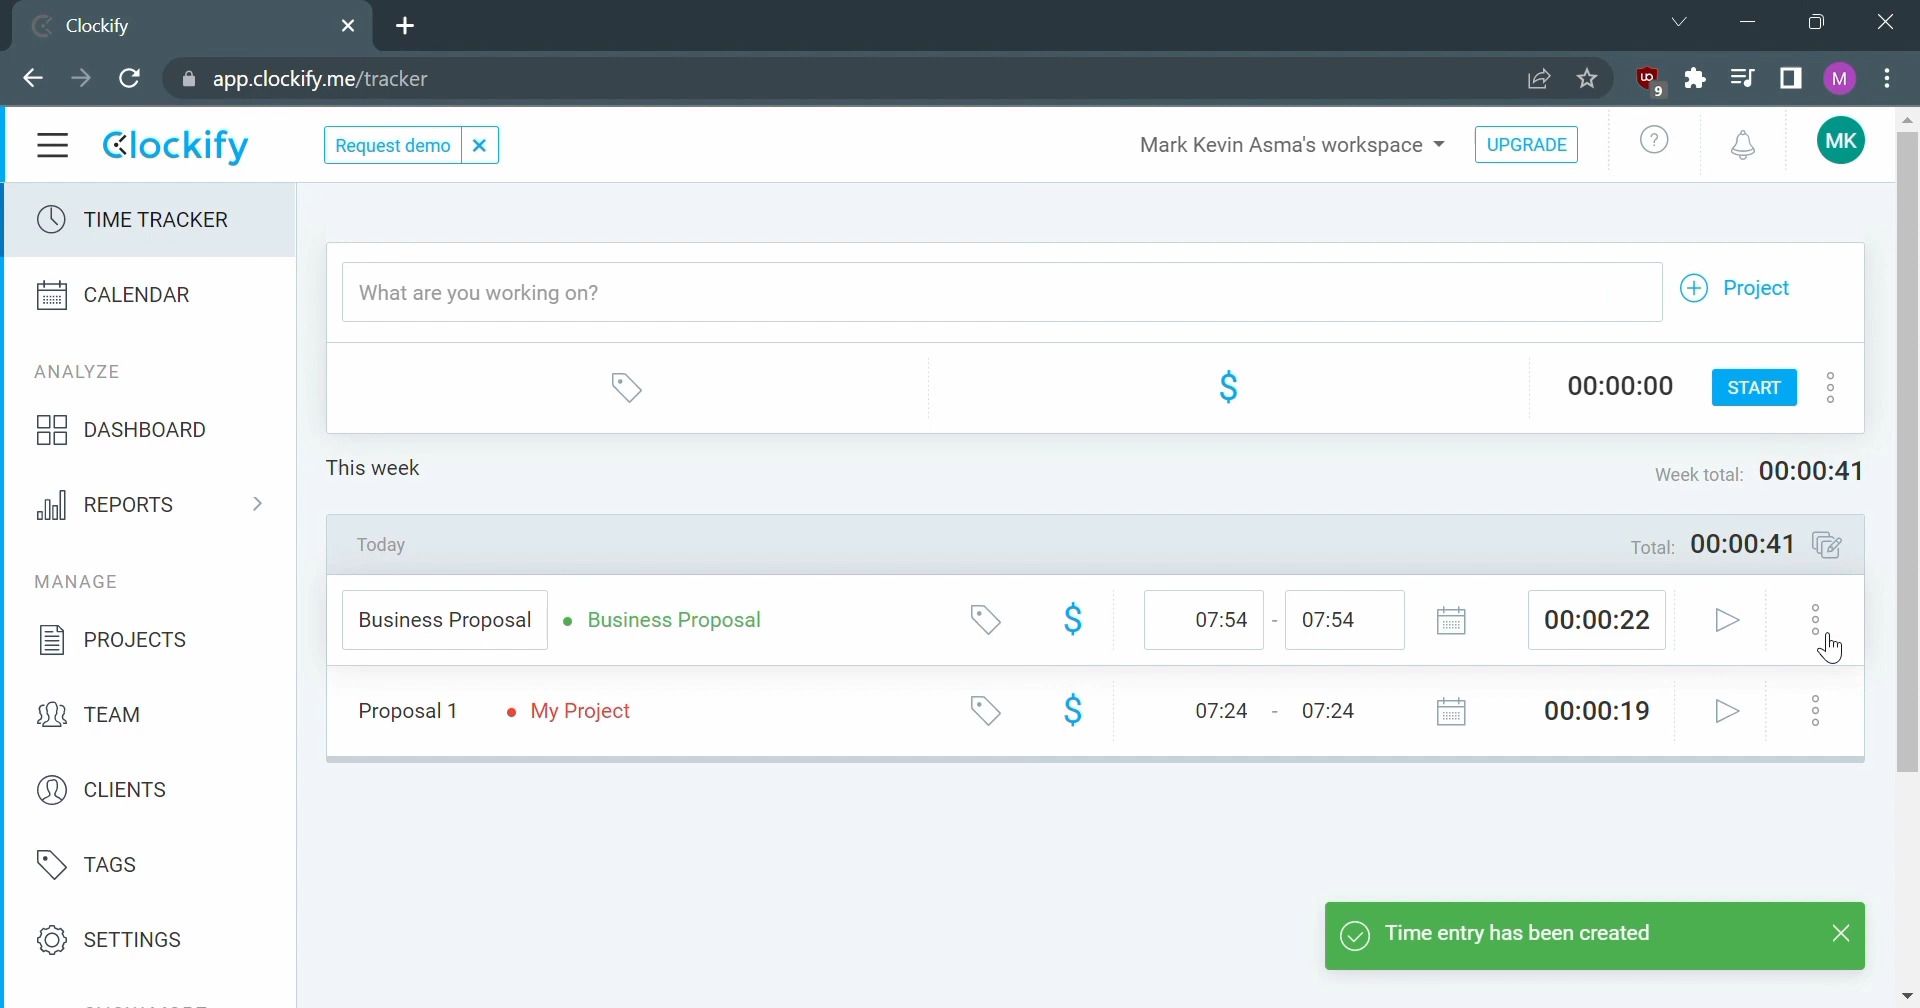 Clockify
app.clockify.me/tracker
9
M
Clockify
Request demo
Mark Kevin Asma's workspace
UPGRADE
MK
TIME TRACKER
What are you working on?
Project
CALENDAR
ANALYZE
$
00:00:00
START
DASHBOARD
This week
Week total: 00:00:41
REPORTS
Today
Total: 00:00:41
MANAGE
Business Proposal
Business Proposal
$
07:54 - 07:54
00:00:22
PROJECTS
Proposal 1
My Project
$
07:24 - 07:24
00:00:19
TEAM
CLIENTS
TAGS
SETTINGS
Time entry has been created